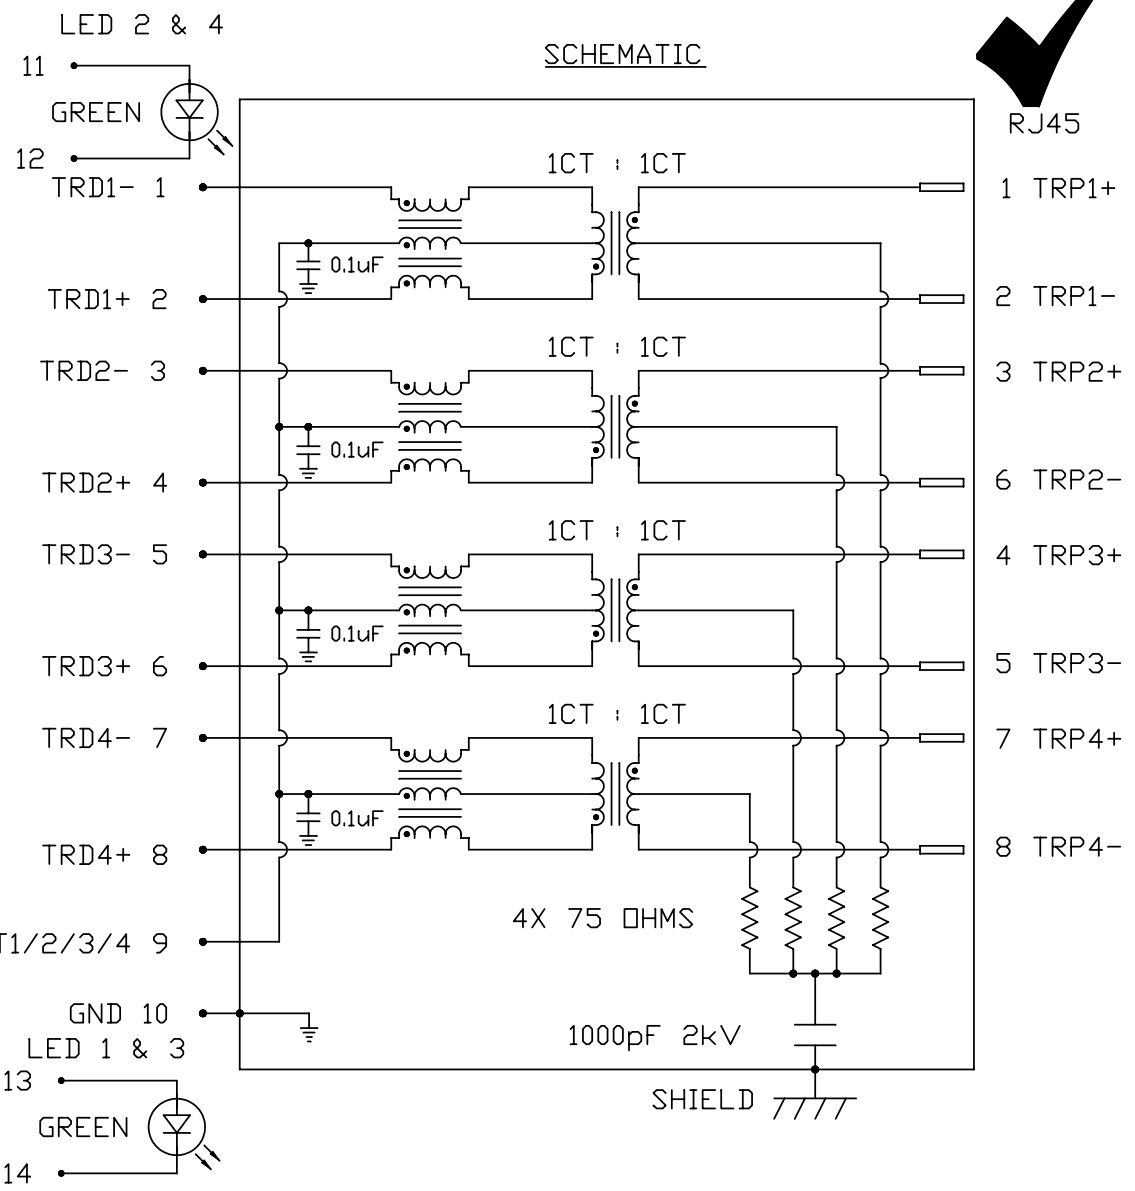 LED 2 & 4
SCHEMATIC
11
GREEN
12
RJ45
1CT : 1CT
TRD1- 1
1 TRP1+
0.1uF
TRD1+ 2
2 TRP1-
1CT : 1CT
TRD2- 3
3 TRP2+
0.1uF
TRD2+ 4
6 TRP2-
1CT : 1CT
TRD3- 5
4 TRP3+
0.1uF
TRD3+ 6
5 TRP3-
1CT : 1CT
TRD4- 7
7 TRP4+
0.1uF
TRD4+ 8
8 TRP4-
4X 75 OHMS
T1/2/3/4 9
GND 10
1000pF 2kV
LED 1 & 3
13
SHIELD
GREEN
14